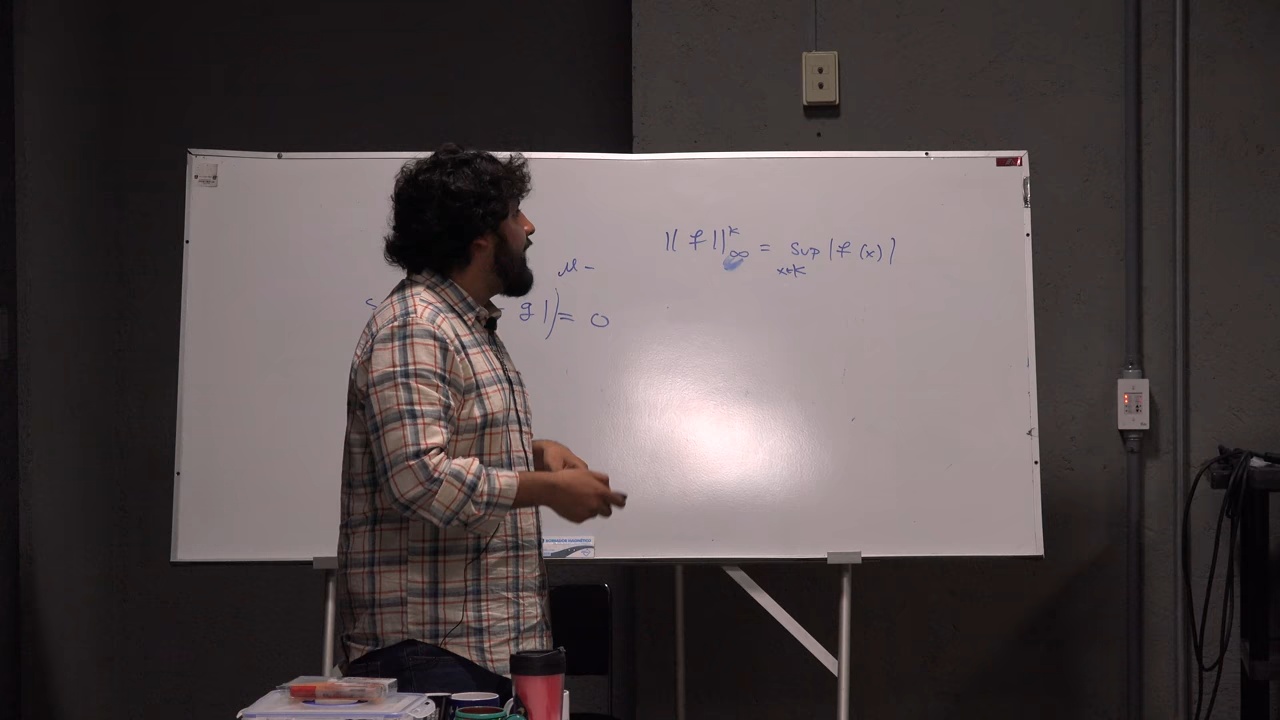 μ-
g|) = 0
||f||_∞^K = sup |f(x)|
x∈K